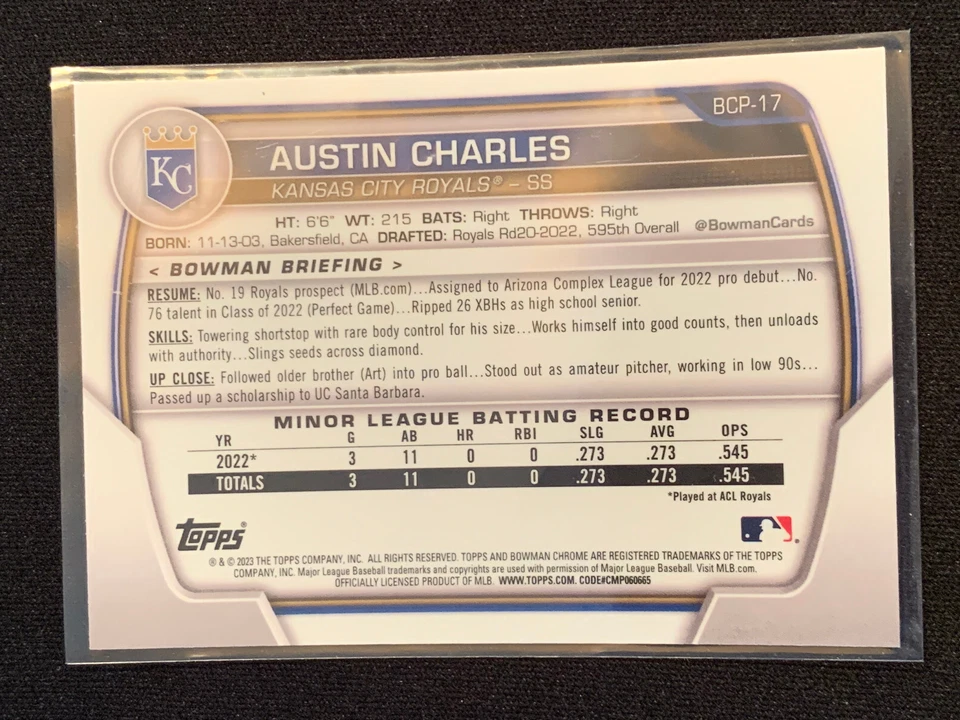 BCP-17
KC
AUSTIN CHARLES
KANSAS CITY ROYALS® – SS
HT: 6'6" WT: 215 BATS: Right THROWS: Right
BORN: 11-13-03, Bakersfield, CA DRAFTED: Royals Rd20-2022, 595th Overall @BowmanCards
< BOWMAN BRIEFING >
RESUME: No. 19 Royals prospect (MLB.com)...Assigned to Arizona Complex League for 2022 pro debut...No.
76 talent in Class of 2022 (Perfect Game)...Ripped 26 XBHs as high school senior.
SKILLS: Towering shortstop with rare body control for his size...Works himself into good counts, then unloads
with authority...Slings seeds across diamond.
UP CLOSE: Followed older brother (Art) into pro ball...Stood out as amateur pitcher, working in low 90s...
Passed up a scholarship to UC Santa Barbara.
MINOR LEAGUE BATTING RECORD
YR G AB HR RBI SLG AVG OPS
2022* 3 11 0 0 .273 .273 .545
TOTALS 3 11 0 0 .273 .273 .545
*Played at ACL Royals
Topps®
®
® & © 2023 THE TOPPS COMPANY, INC. ALL RIGHTS RESERVED. TOPPS AND BOWMAN CHROME ARE REGISTERED TRADEMARKS OF THE TOPPS
COMPANY, INC. Major League Baseball trademarks and copyrights are used with permission of Major League Baseball. Visit MLB.com.
OFFICIALLY LICENSED PRODUCT OF MLB. WWW.TOPPS.COM. CODE#CMP060665